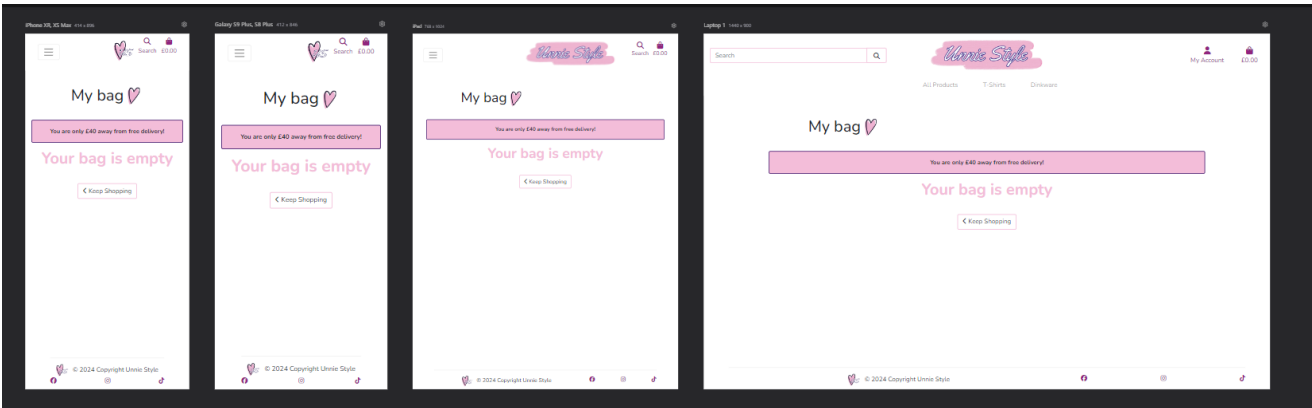 iPhone XR, XS Max 414 x 896
Search £0.00
My bag
You are only £40 away from free delivery!
Your bag is empty
Keep Shopping
© 2024 Copyright Unnie Style
Galaxy S9 Plus, S8 Plus 412 x 846
Search £0.00
My bag
You are only £40 away from free delivery!
Your bag is empty
Keep Shopping
© 2024 Copyright Unnie Style
iPad
Unnie Style
Search £0.00
My bag
You are only £40 away from free delivery!
Your bag is empty
Keep Shopping
© 2024 Copyright Unnie Style
Laptop 1 1440 x 900
Search
Unnie Style
My Account £0.00
All Products T-Shirts Drinkware
My bag
You are only £40 away from free delivery!
Your bag is empty
Keep Shopping
© 2024 Copyright Unnie Style